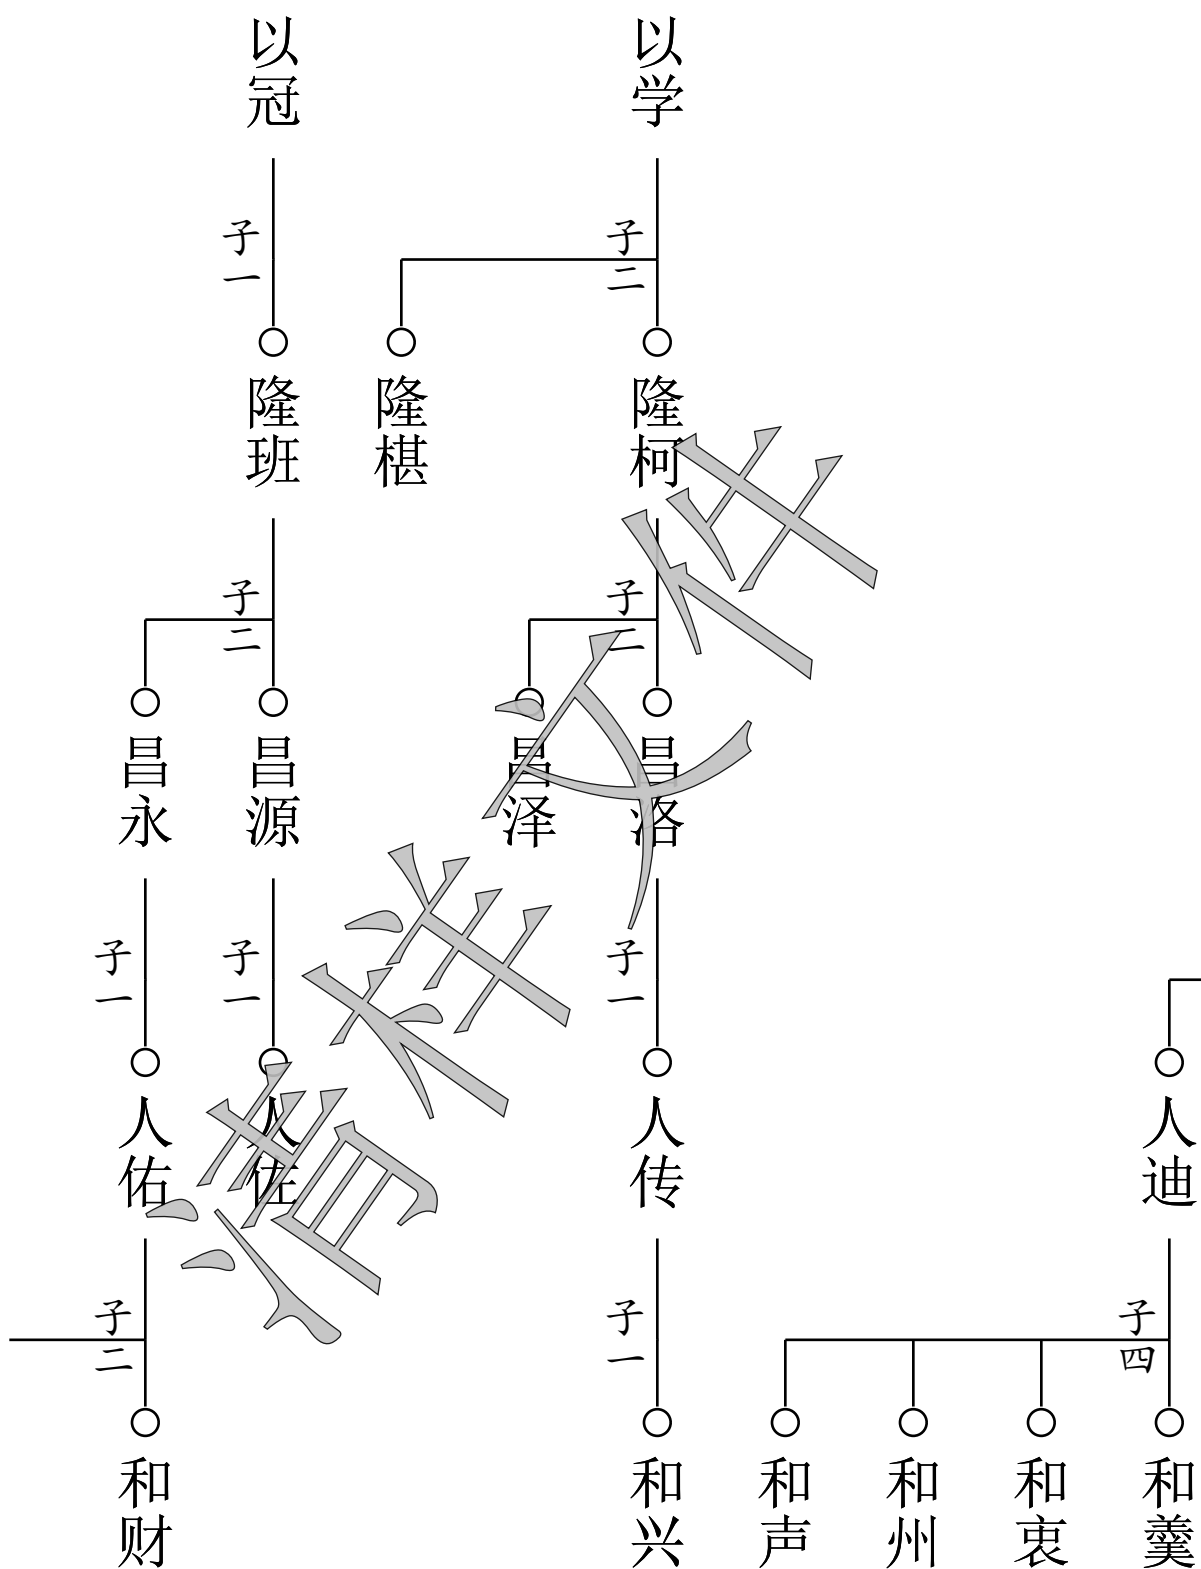 以学
以冠
子二
子一
隆柯
隆椹
隆班
子二
子二
昌洛
昌泽
昌源
昌永
子一
子一
子一
人迪
人传
人佐
人佑
子四
子一
子二
和羹
和衷
和州
和声
和兴
和财